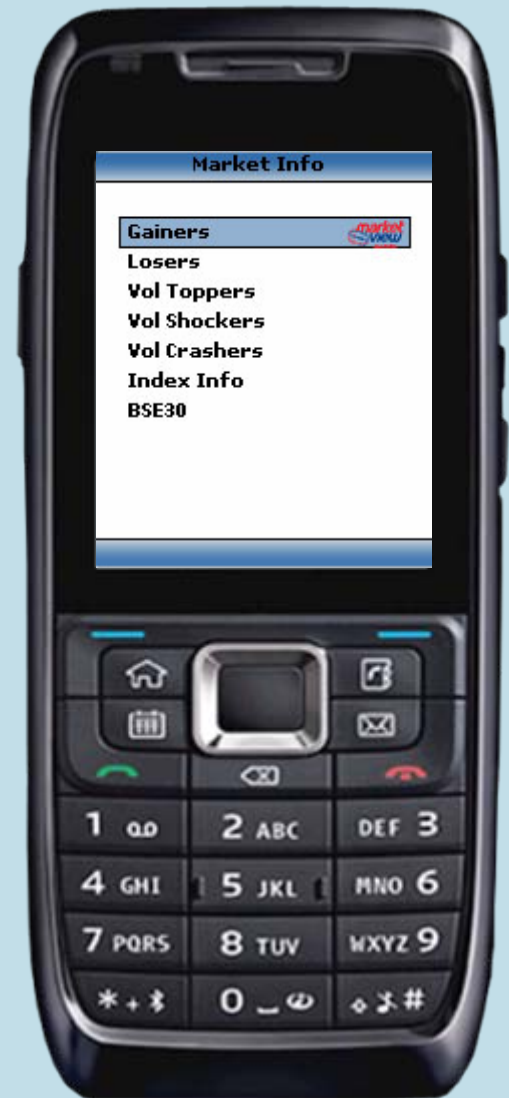 Market Info
Gainers market view
Losers
Vol Toppers
Vol Shockers
Vol Crashers
Index Info
BSE30
1
2 ABC
DEF 3
4 GHI
5 JKL
MNO 6
7 PQRS
8 TUV
WXYZ 9
* +
0
#